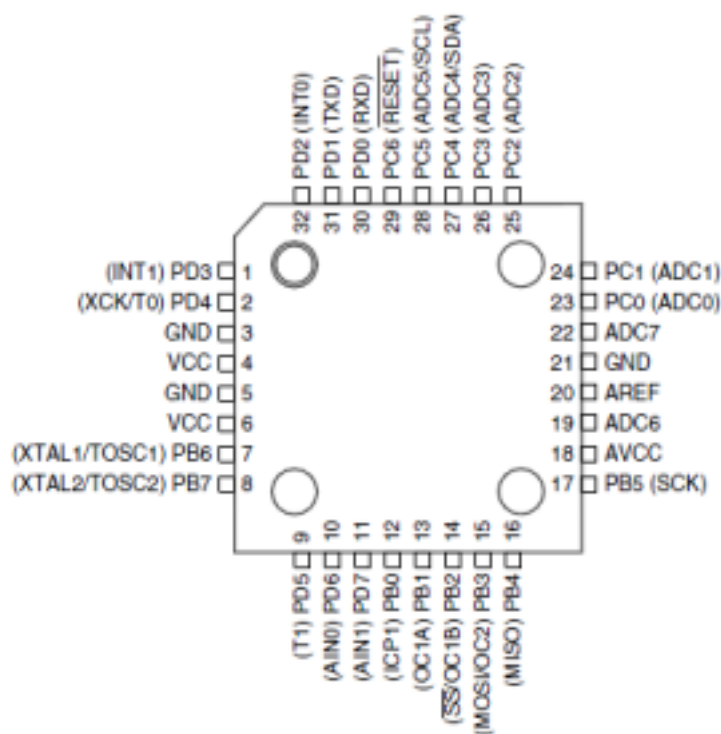 PD2 (INT0)
PD1 (TXD)
PD0 (RXD)
PC6 (RESET)
PC5 (ADC5/SCL)
PC4 (ADC4/SDA)
PC3 (ADC3)
PC2 (ADC2)
32
31
30
29
28
27
26
25
(INT1) PD3 1
(XCK/T0) PD4 2
GND 3
VCC 4
GND 5
VCC 6
(XTAL1/TOSC1) PB6 7
(XTAL2/TOSC2) PB7 8
24 PC1 (ADC1)
23 PC0 (ADC0)
22 ADC7
21 GND
20 AREF
19 ADC6
18 AVCC
17 PB5 (SCK)
9
10
11
12
13
14
15
16
(T1) PD5
(AIN0) PD6
(AIN1) PD7
(ICP1) PB0
(OC1A) PB1
(SS/OC1B) PB2
(MOSI/OC2) PB3
(MISO) PB4